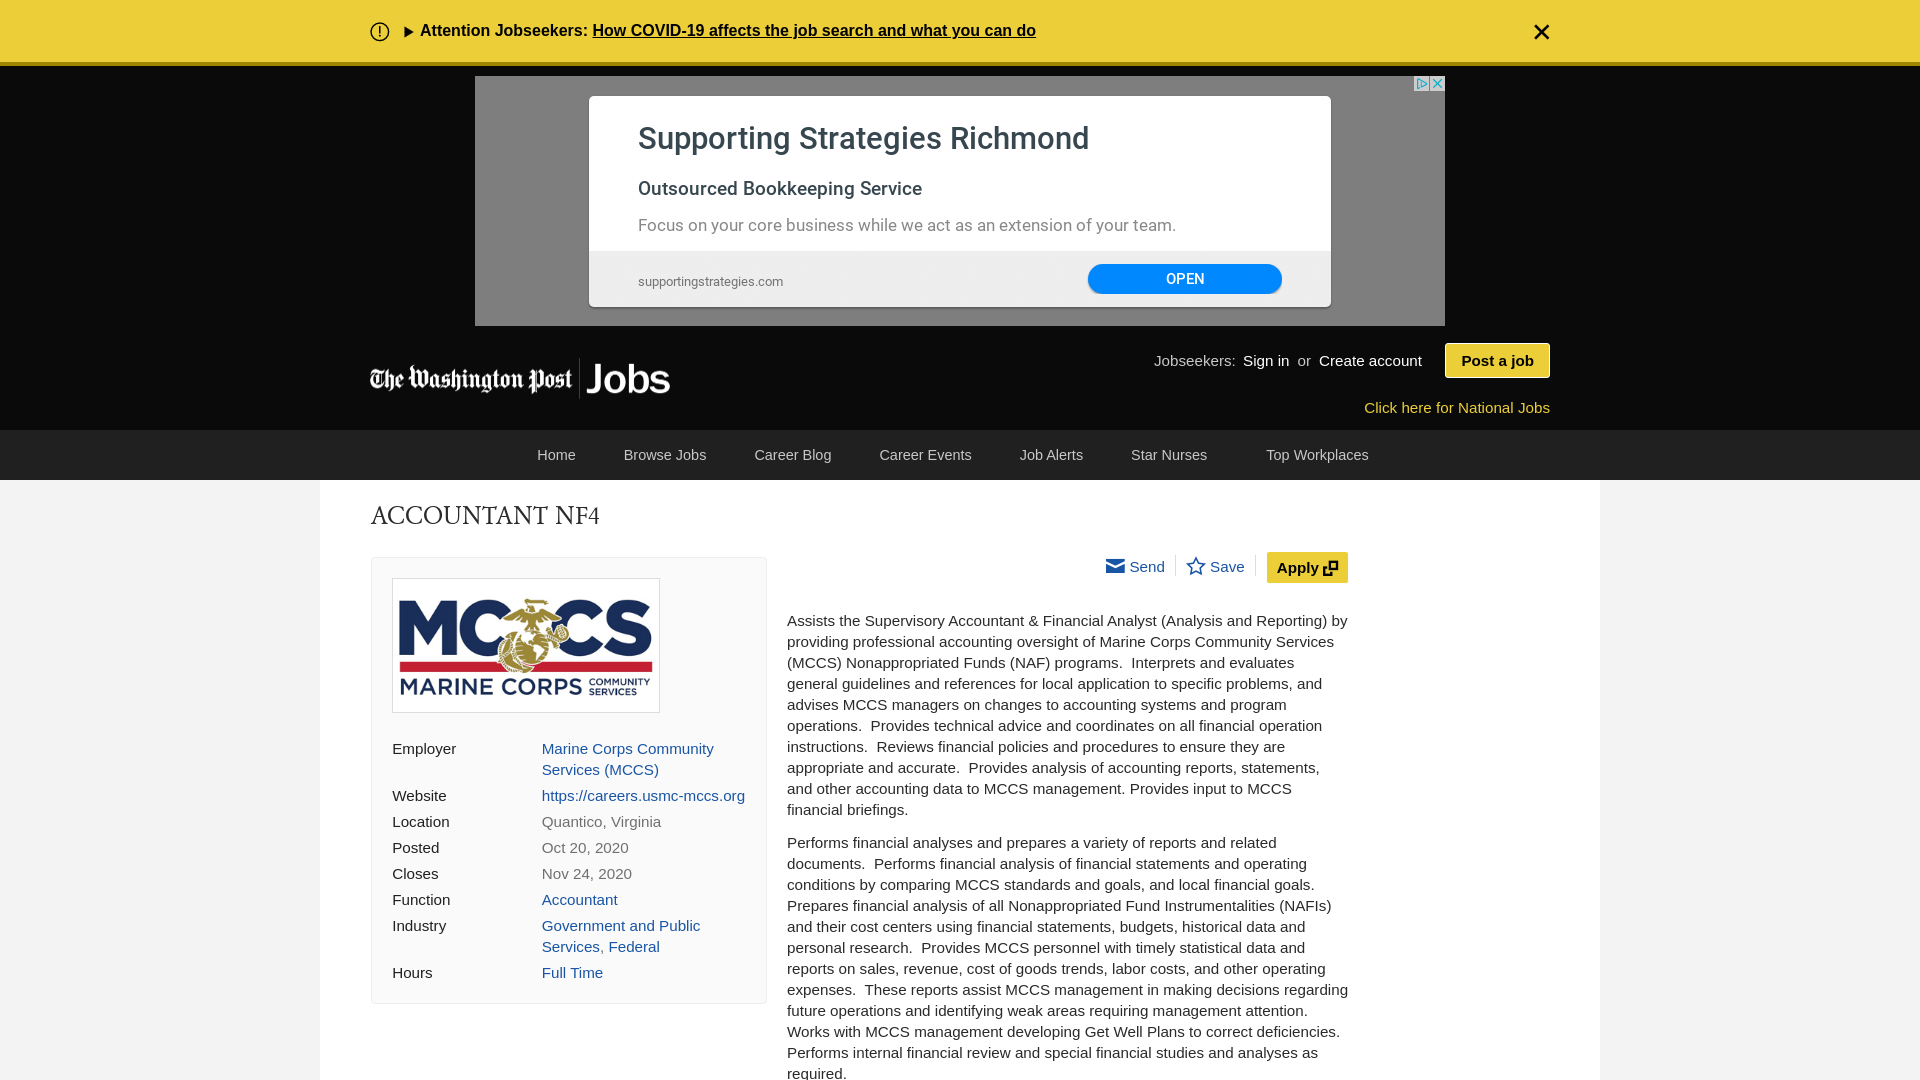 Attention Jobseekers: How COVID-19 affects the job search and what you can do
Supporting Strategies Richmond
Outsourced Bookkeeping Service
Focus on your core business while we act as an extension of your team.
supportingstrategies.com
OPEN
The Washington Post Jobs
Jobseekers: Sign in or Create account
Post a job
Click here for National Jobs
Home Browse Jobs Career Blog Career Events Job Alerts Star Nurses Top Workplaces
ACCOUNTANT NF4
MCCS
MARINE CORPS COMMUNITY SERVICES
Employer Marine Corps Community
Services (MCCS)
Website https://careers.usmc-mccs.org
Location Quantico, Virginia
Posted Oct 20, 2020
Closes Nov 24, 2020
Function Accountant
Industry Government and Public
Services, Federal
Hours Full Time
Send Save Apply
Assists the Supervisory Accountant & Financial Analyst (Analysis and Reporting) by
providing professional accounting oversight of Marine Corps Community Services
(MCCS) Nonappropriated Funds (NAF) programs.  Interprets and evaluates
general guidelines and references for local application to specific problems, and
advises MCCS managers on changes to accounting systems and program
operations.  Provides technical advice and coordinates on all financial operation
instructions.  Reviews financial policies and procedures to ensure they are
appropriate and accurate.  Provides analysis of accounting reports, statements,
and other accounting data to MCCS management. Provides input to MCCS
financial briefings.
Performs financial analyses and prepares a variety of reports and related
documents.  Performs financial analysis of financial statements and operating
conditions by comparing MCCS standards and goals, and local financial goals.
Prepares financial analysis of all Nonappropriated Fund Instrumentalities (NAFIs)
and their cost centers using financial statements, budgets, historical data and
personal research.  Provides MCCS personnel with timely statistical data and
reports on sales, revenue, cost of goods trends, labor costs, and other operating
expenses.  These reports assist MCCS management in making decisions regarding
future operations and identifying weak areas requiring management attention.
Works with MCCS management developing Get Well Plans to correct deficiencies.
Performs internal financial review and special financial studies and analyses as
required.